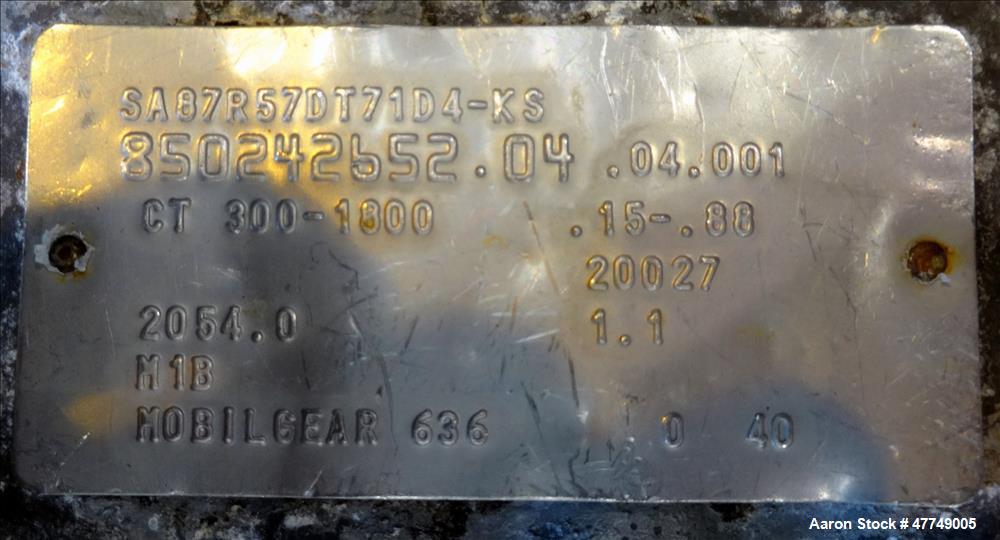 SA87R57DT71D4-KS
850242652.04 .04.001
CT 300-1800 .15-.88
20027
2054.0 1.1
M1B
MOBILGEAR 636 0 40
Aaron Stock # 47749005